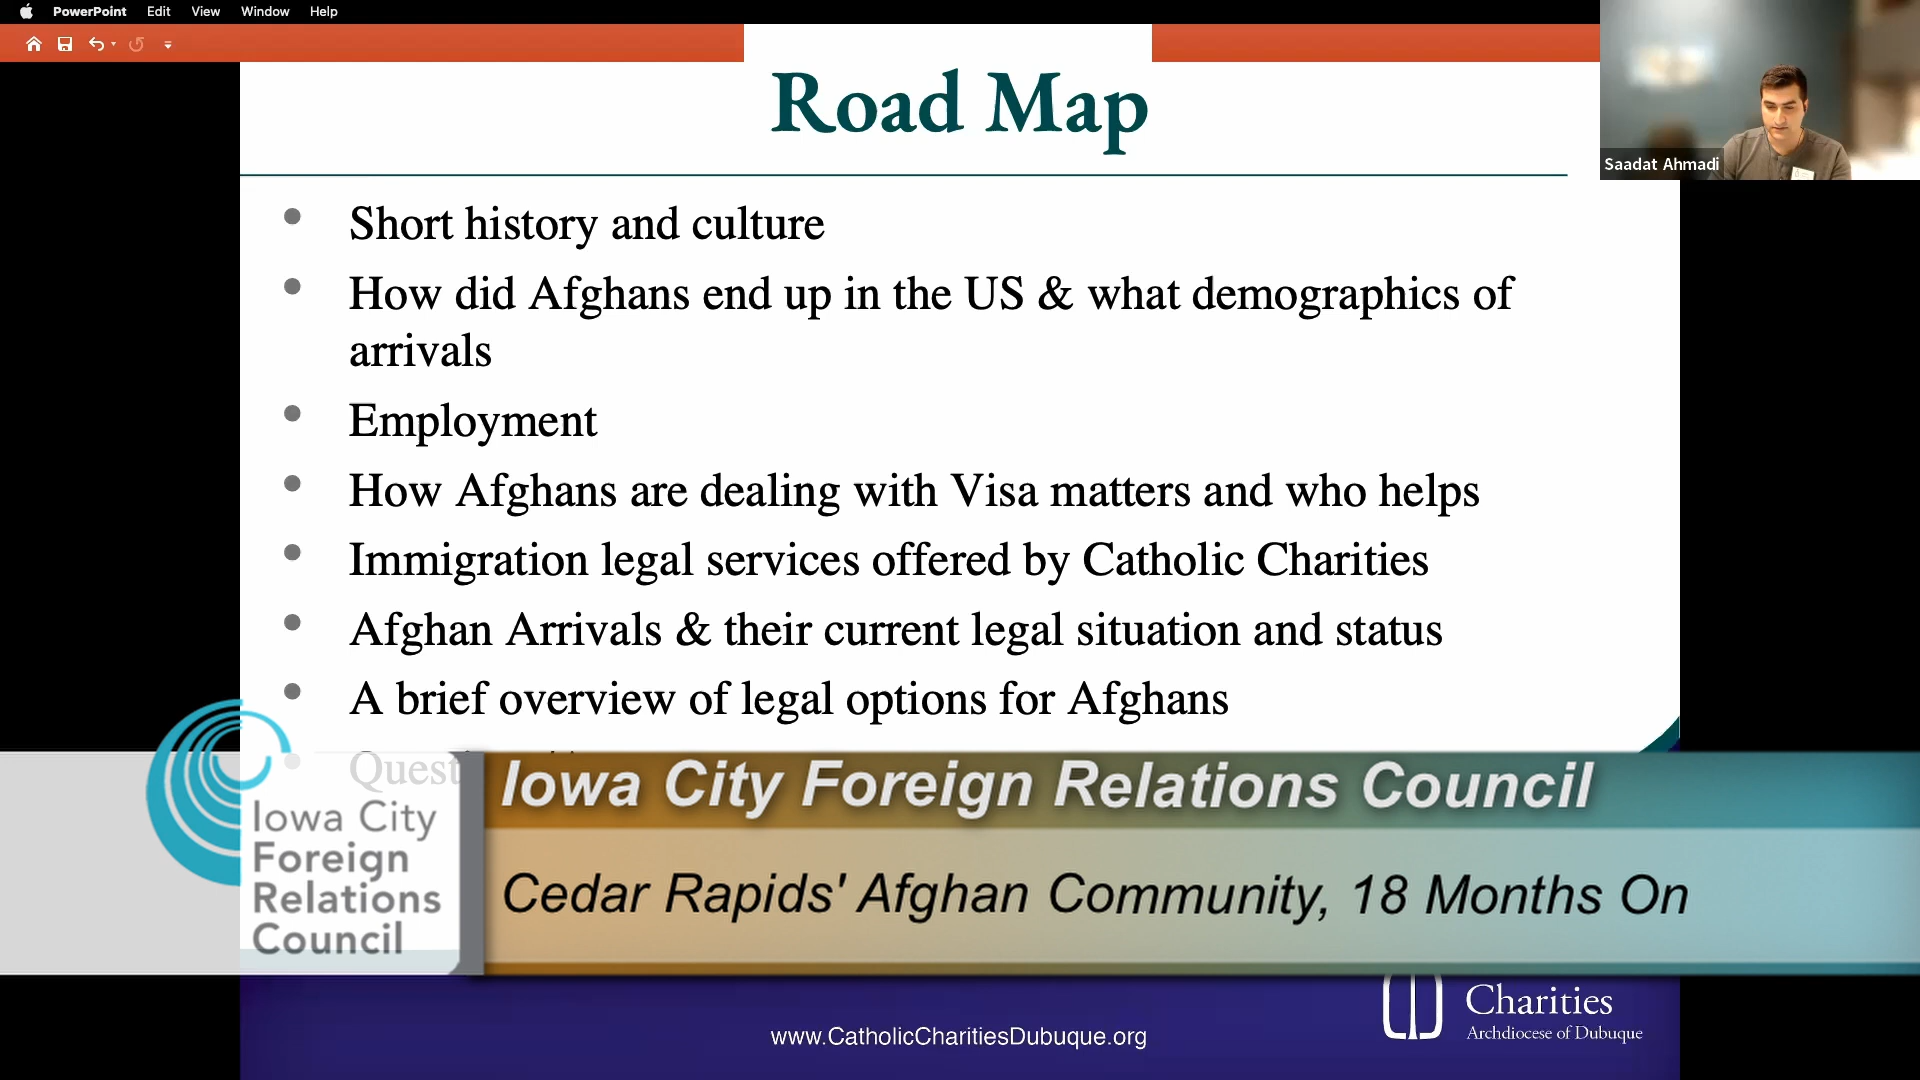 PowerPoint Edit View Window Help
Road Map
Saadat Ahmadi
Short history and culture
How did Afghans end up in the US & what demographics of
arrivals
Employment
How Afghans are dealing with Visa matters and who helps
Immigration legal services offered by Catholic Charities
Afghan Arrivals & their current legal situation and status
A brief overview of legal options for Afghans
Iowa City
Foreign
Relations
Council
Iowa City Foreign Relations Council
Cedar Rapids' Afghan Community, 18 Months On
Charities
Archdiocese of Dubuque
www.CatholicCharitiesDubuque.org